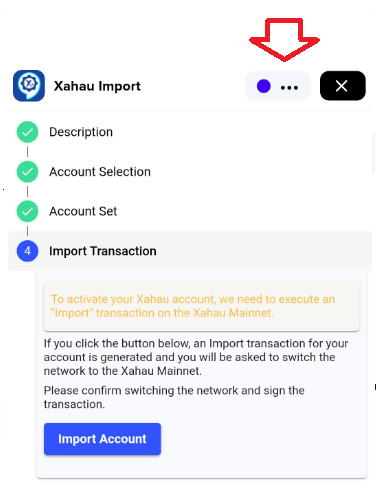 Xahau Import
Description
Account Selection
Account Set
4 Import Transaction
To activate your Xahau account, we need to execute an
"Import" transaction on the Xahau Mainnet.
If you click the button below, an Import transaction for your
account is generated and you will be asked to switch the
network to the Xahau Mainnet.
Please confirm switching the network and sign the
transaction.
Import Account